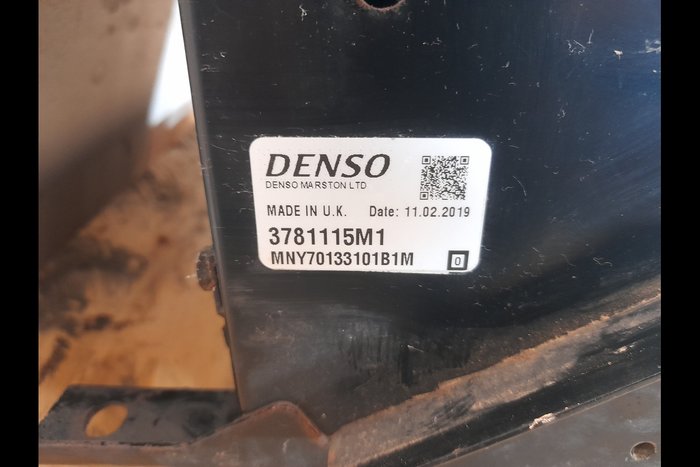 DENSO
DENSO MARSTON LTD
MADE IN U.K. Date: 11.02.2019
3781115M1
MNY70133101B1M 0